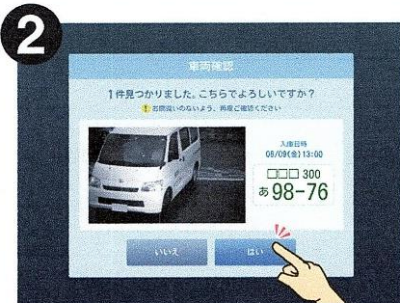 2
車両確認
1件見つかりました。こちらでよろしいですか？
お間違いのないよう、再度ご確認ください
入庫日時
08/09(金)13:00
□□□ 300
あ 98-76
いいえ
はい